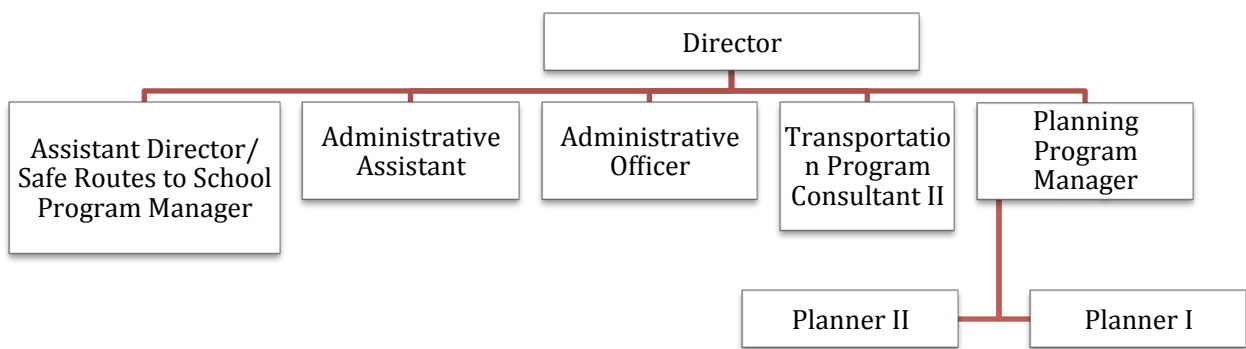 Director
Assistant Director/
Safe Routes to School
Program Manager
Administrative
Assistant
Administrative
Officer
Transportatio
n Program
Consultant II
Planning
Program
Manager
Planner II
Planner I